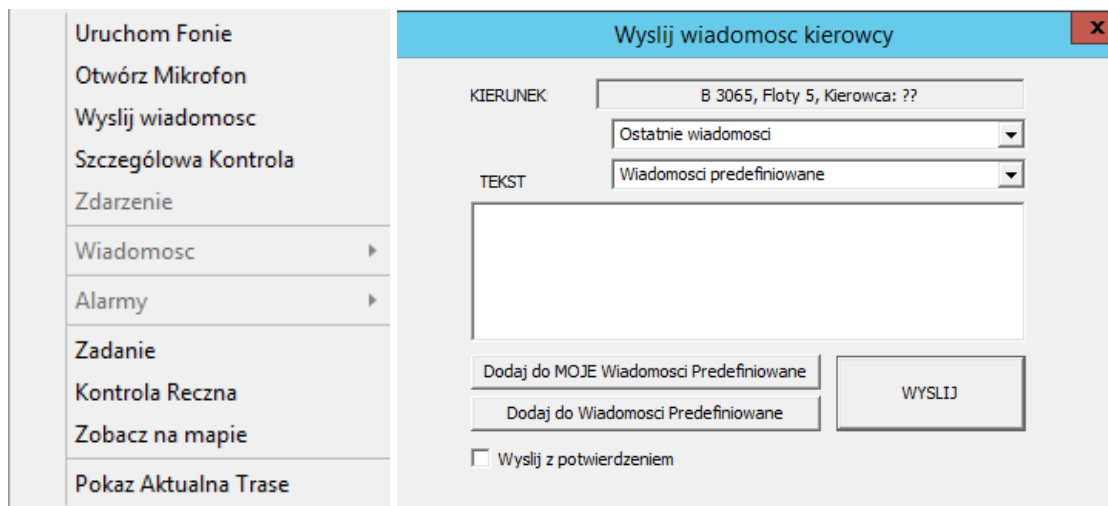 Uruchom Fonie
Otwórz Mikrofon
Wyslij wiadomosc
Szczególowa Kontrola
Zdarzenie
Wiadomosc
Alarmy
Zadanie
Kontrola Reczna
Zobacz na mapie
Pokaz Aktualna Trase
Wyslij wiadomosc kierowcy
x
KIERUNEK:
B 3065, Floty 5, Kierowca: ??
Ostatnie wiadomosci
TEKST
Wiadomosci predefiniowane
Dodaj do MOJE Wiadomosci Predefiniowane
Dodaj do Wiadomosci Predefiniowane
WYSLIJ
Wyslij z potwierdzeniem